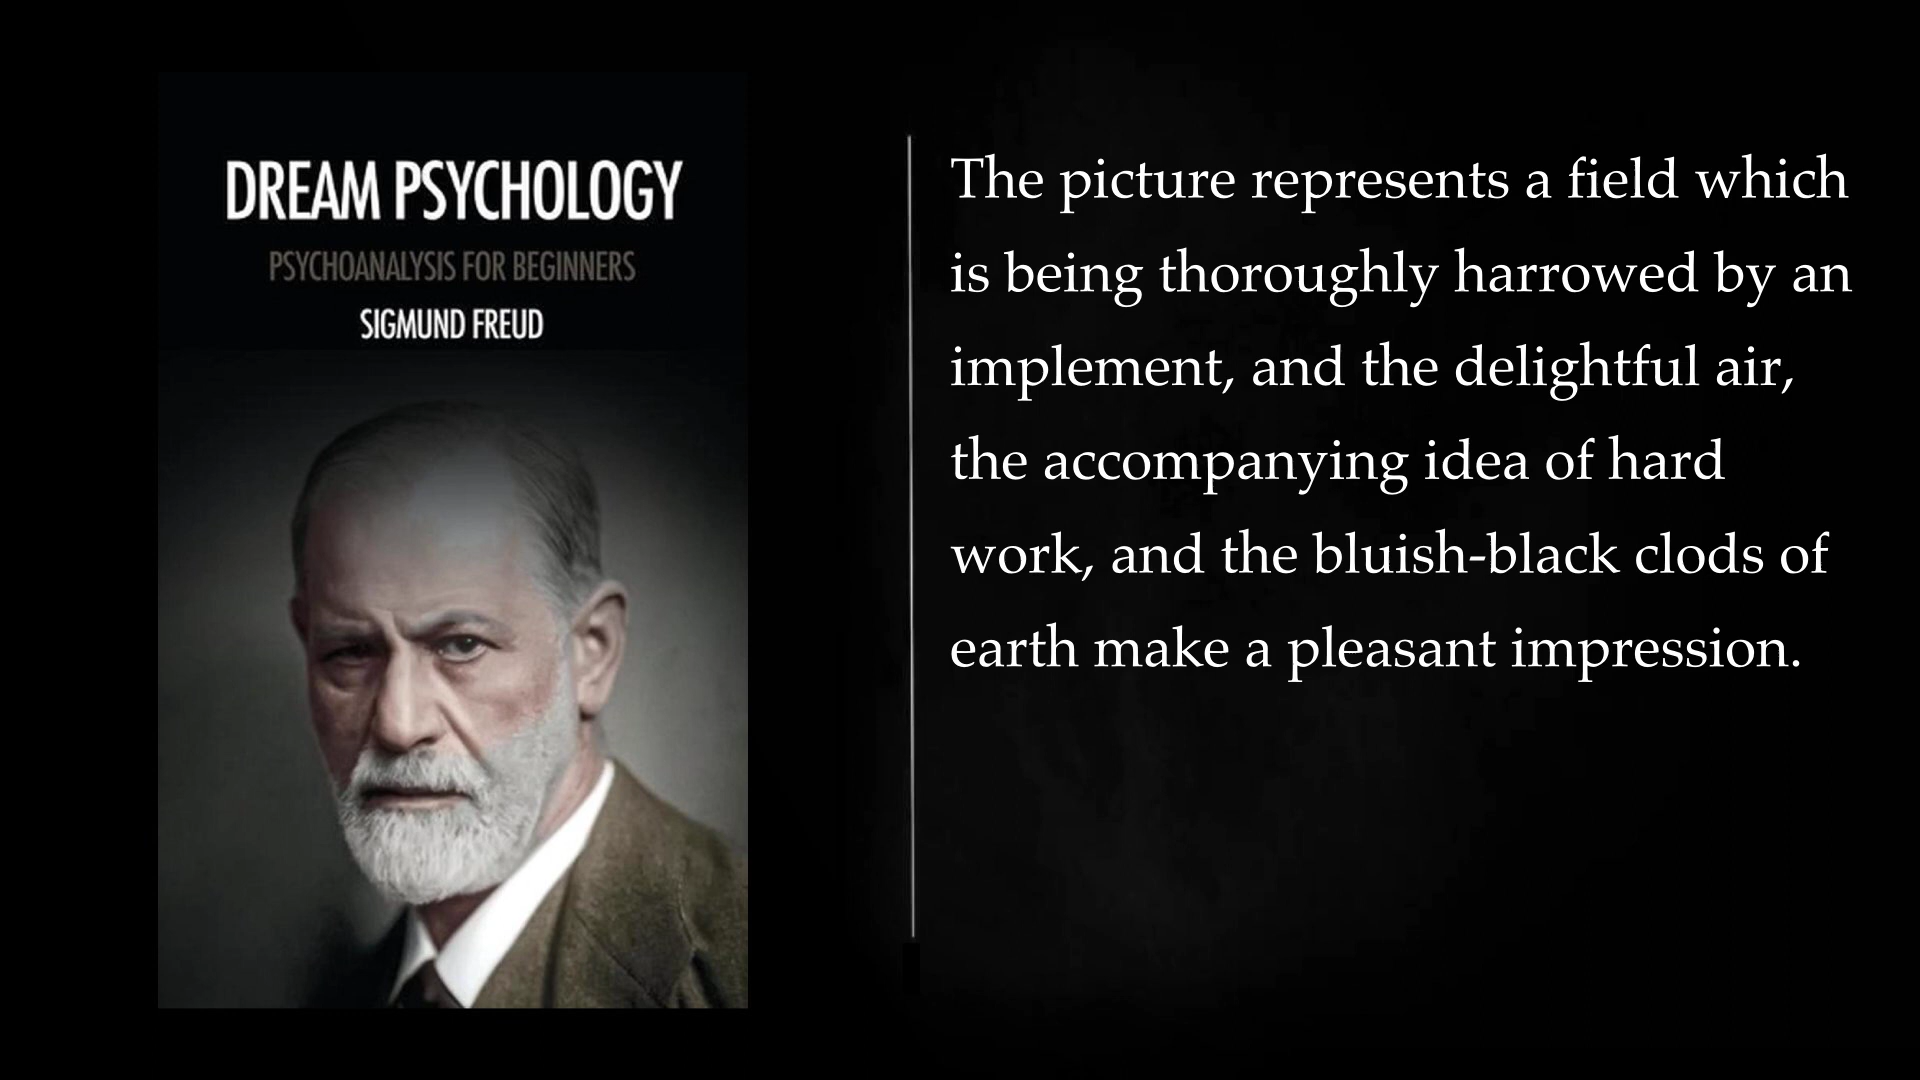 DREAM PSYCHOLOGY
PSYCHOANALYSIS FOR BEGINNERS
SIGMUND FREUD
The picture represents a field which
is being thoroughly harrowed by an
implement, and the delightful air,
the accompanying idea of hard
work, and the bluish-black clods of
earth make a pleasant impression.